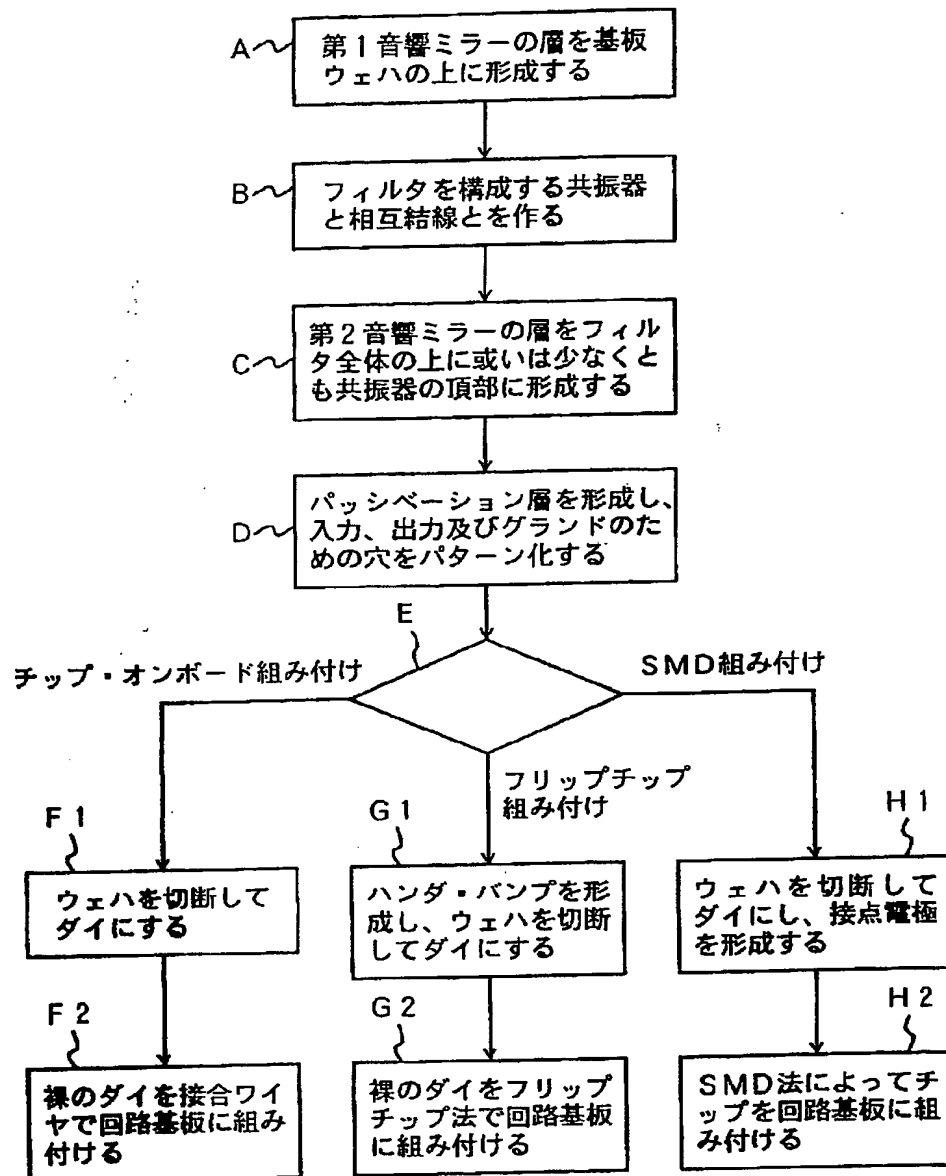 A
第1音響ミラーの層を基板
ウェハの上に形成する
B
フィルタを構成する共振器
と相互結線とを作る
C
第2音響ミラーの層をフィル
タ全体の上に或いは少なくと
も共振器の頂部に形成する
D
パッシベーション層を形成し、
入力、出力及びグランドのた
めの穴をパターン化する
E
チップ・オンボード組み付け
SMD組み付け
フリップチップ
組み付け
F1
ウェハを切断して
ダイにする
G1
ハンダ・バンプを形
成し、ウェハを切断
してダイにする
H1
ウェハを切断して
ダイにし、接点電極
を形成する
F2
裸のダイを接合ワイ
ヤで回路基板に組み
付ける
G2
裸のダイをフリップ
チップ法で回路基板
に組み付ける
H2
SMD法によってチ
ップを回路基板に組
み付ける